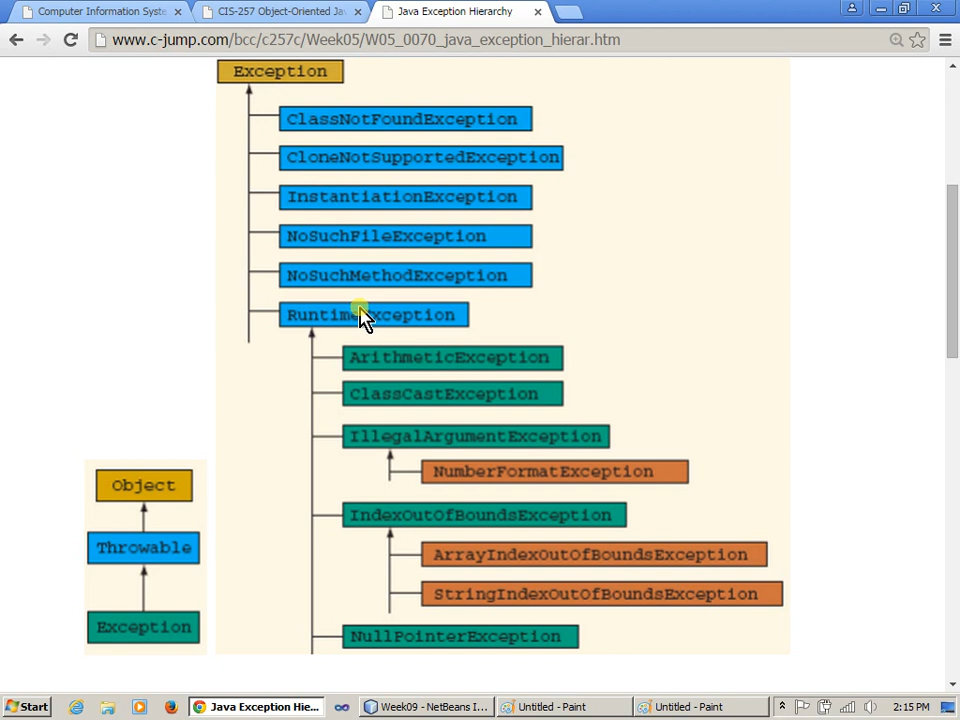 Computer Information Syste
CIS-257 Object-Oriented Jav
Java Exception Hierarchy
www.c-jump.com/bcc/c257c/Week05/W05_0070_java_exception_hierar.htm
Exception
ClassNotFoundException
CloneNotSupportedException
InstantiationException
NoSuchFileException
NoSuchMethodException
RuntimeException
ArithmeticException
ClassCastException
IllegalArgumentException
NumberFormatException
IndexOutOfBoundsException
ArrayIndexOutOfBoundsException
StringIndexOutOfBoundsException
NullPointerException
Object
Throwable
Exception
Start
Java Exception Hie...
Week09 - NetBeans I...
Untitled - Paint
Untitled - Paint
2:15 PM